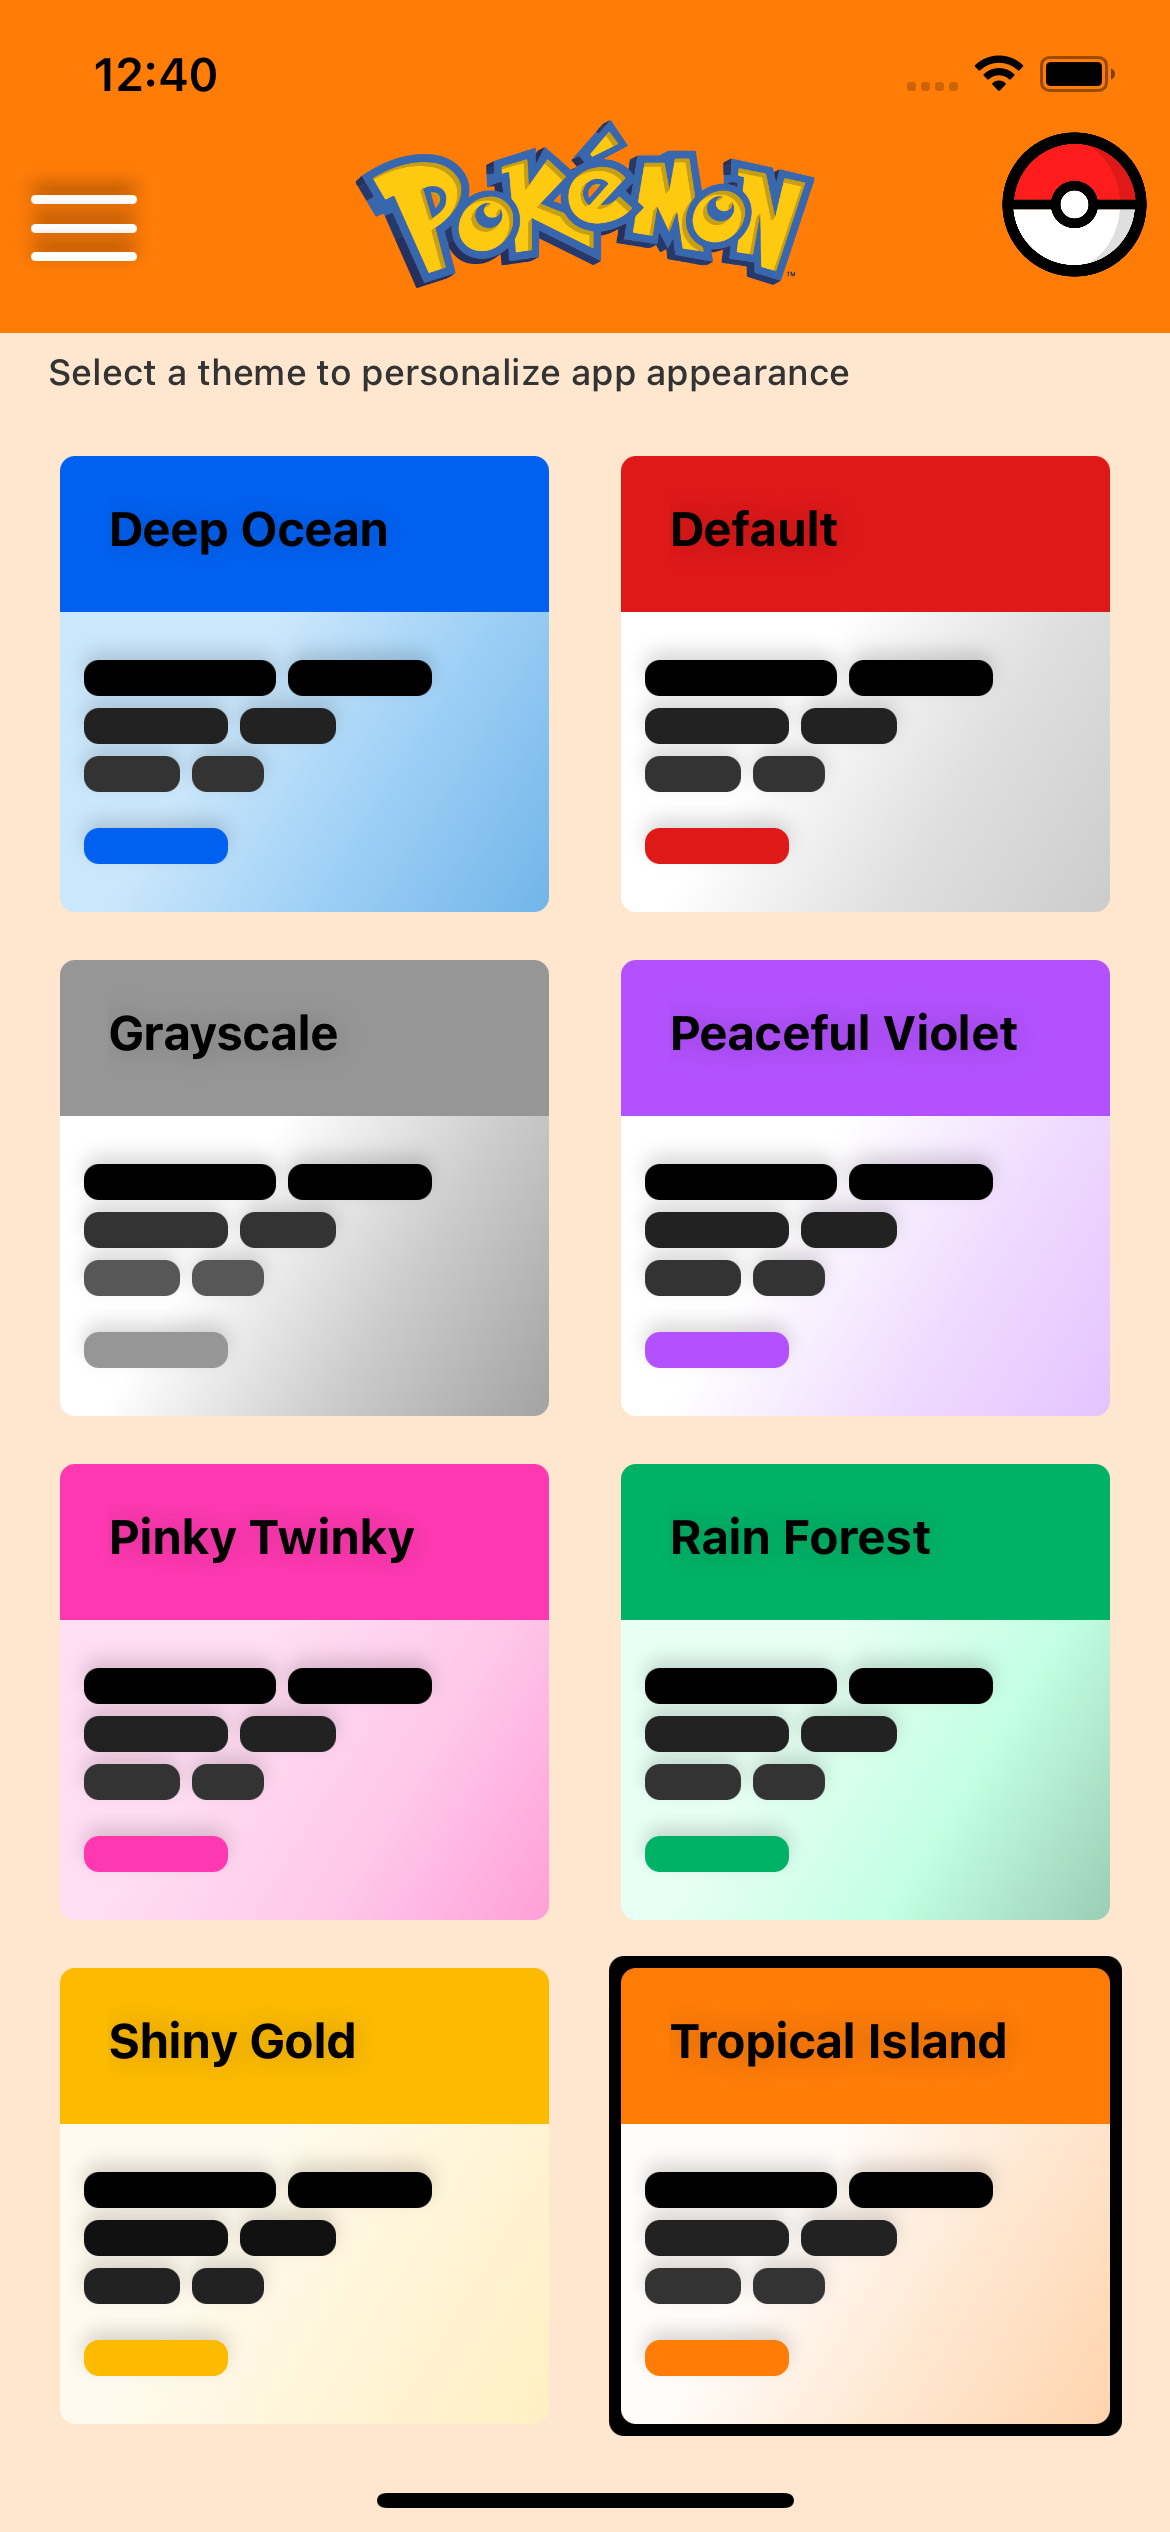 12:40
POKéMON
™
Select a theme to personalize app appearance
Deep Ocean
Default
Grayscale
Peaceful Violet
Pinky Twinky
Rain Forest
Shiny Gold
Tropical Island